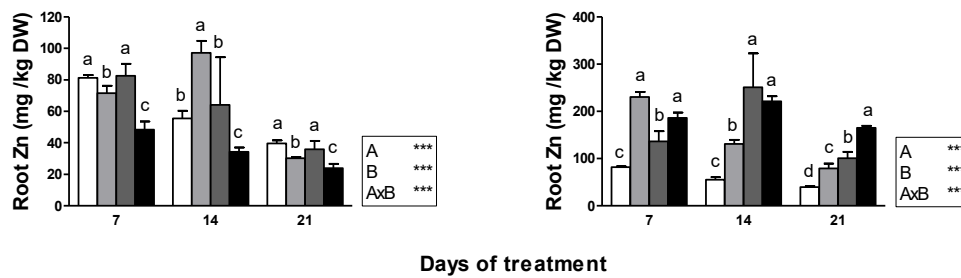 Root Zn (mg /kg DW)
120
100
80
60
40
20
0
a
b
a
c
b
a
b
c
a
b
a
c
7
14
21
A ***
B ***
AxB ***
Root Zn (mg /kg DW)
400
300
200
100
0
c
a
b
a
c
b
a
a
d
c
b
a
7
14
21
A
B
AxB
Days of treatment